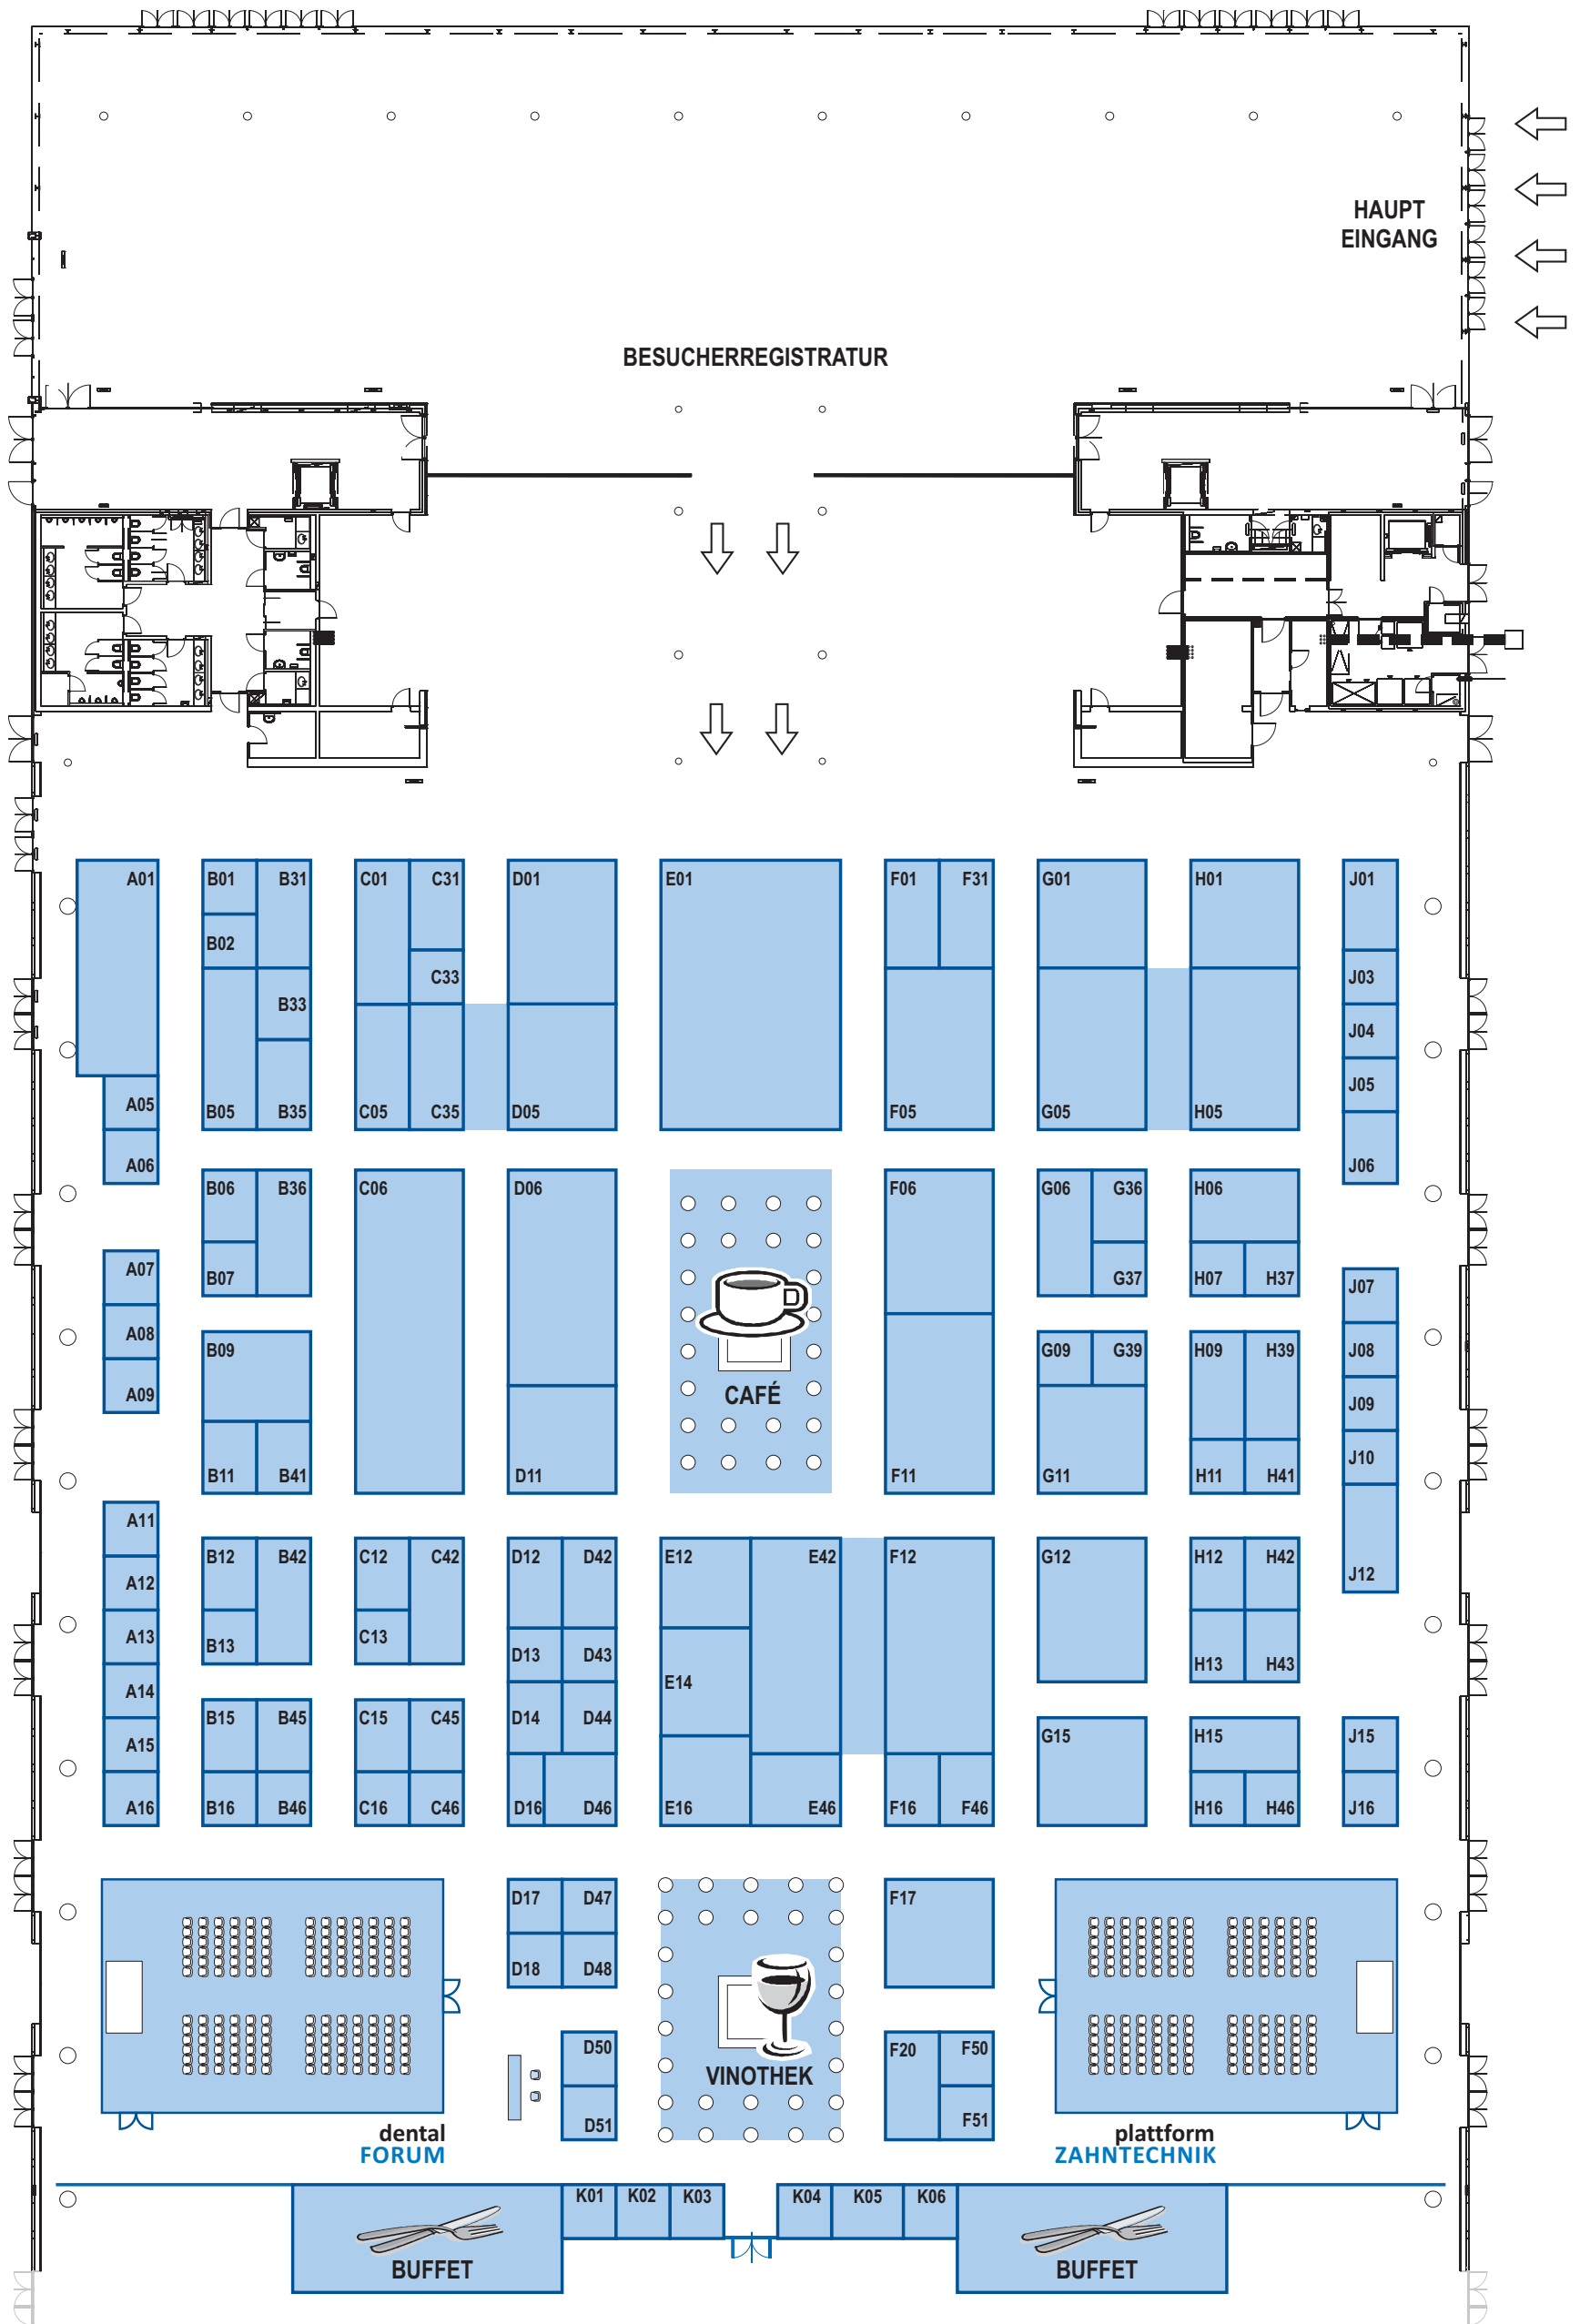 HAUPT
EINGANG
BESUCHERREGISTRATUR
A01
B01
B31
C01
C31
D01
E01
F01
F31
G01
H01
J01
B02
C33
J03
B33
J04
A05
B05
B35
C05
C35
D05
F05
G05
H05
J05
A06
J06
B06
B36
C06
D06
F06
G06
G36
H06
A07
B07
G37
H07
H37
J07
A08
B09
G09
G39
H09
H39
J08
A09
CAFÉ
J09
B11
B41
D11
F11
G11
H11
H41
J10
A11
B12
B42
C12
C42
D12
D42
E12
E42
F12
G12
H12
H42
J12
A12
A13
B13
C13
D13
D43
E14
H13
H43
A14
B15
B45
C15
C45
D14
D44
G15
H15
J15
A15
A16
B16
B46
C16
C46
D16
D46
E16
E46
F16
F46
H16
H46
J16
D17
D47
F17
D18
D48
D50
F20
F50
VINOTHEK
D51
F51
dental
FORUM
plattform
ZAHNTECHNIK
K01
K02
K03
K04
K05
K06
BUFFET
BUFFET